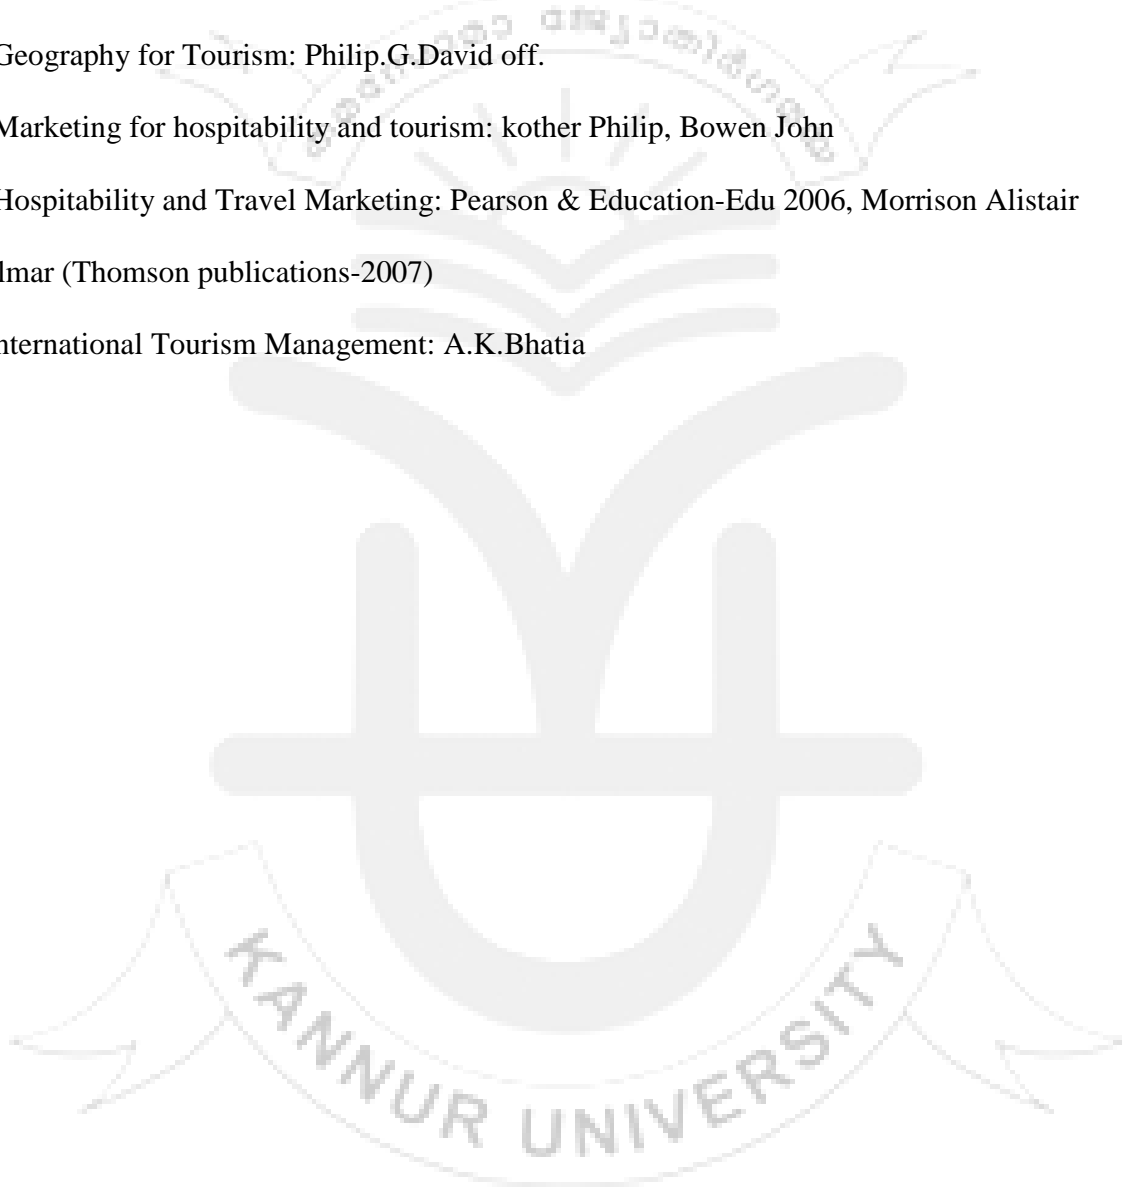 Geography for Tourism: Philip.G.David off.
Marketing for hospitability and tourism: kother Philip, Bowen John
Hospitability and Travel Marketing: Pearson & Education-Edu 2006, Morrison Alistair
lmar (Thomson publications-2007)
nternational Tourism Management: A.K.Bhatia
KANNUR UNIVERSITY